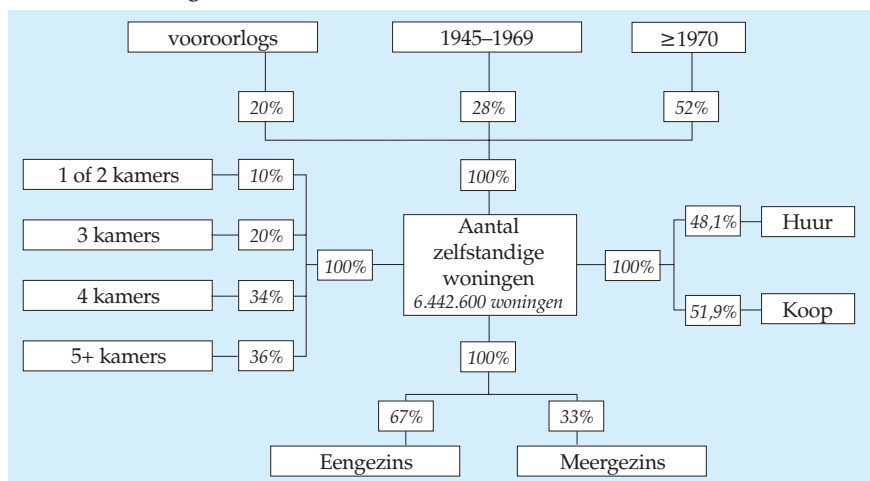 vooroorlogs
1945–1969
≥1970
20%
28%
52%
1 of 2 kamers
10%
100%
3 kamers
20%
4 kamers
34%
5+ kamers
36%
100%
Aantal
zelfstandige
woningen
6.442.600 woningen
100%
48,1%
Huur
51,9%
Koop
100%
67%
33%
Eengezins
Meergezins